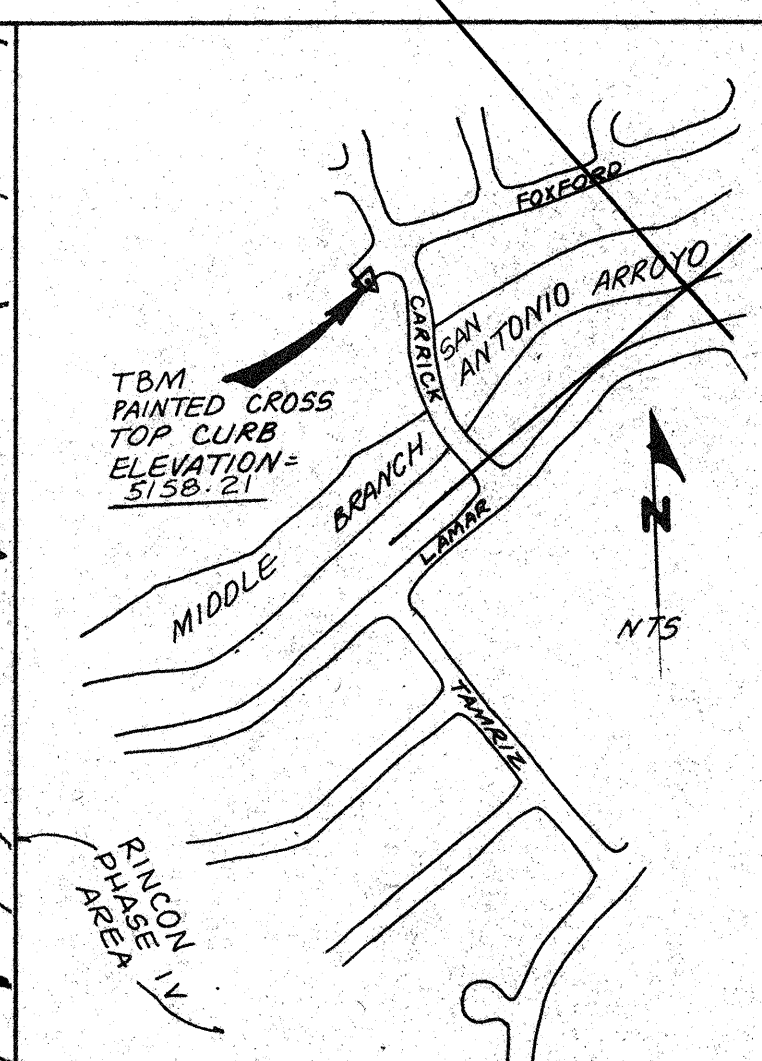 FOXFORD
SAN
ANTONIO ARROYO
CARRICK
TBM
PAINTED CROSS
TOP CURB
ELEVATION=
5158.21
MIDDLE BRANCH
LAMAR
N
NTS
TAMRIZ
RINCON
PHASE IV
AREA